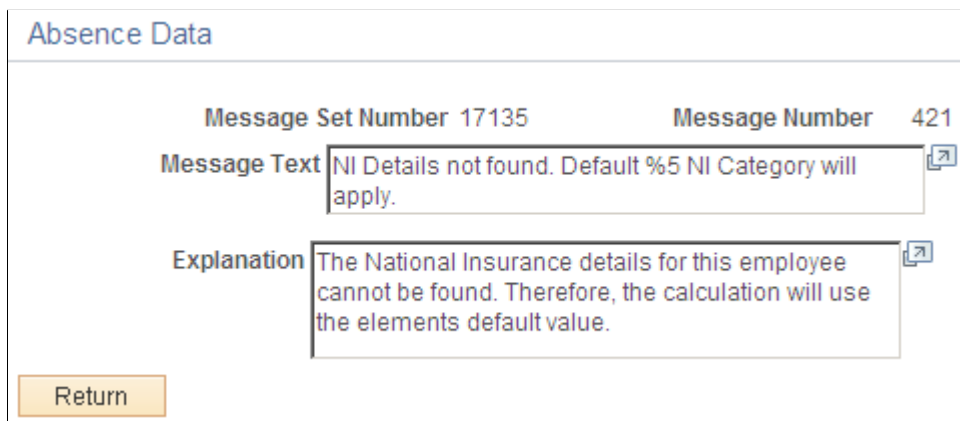 Absence Data
Message Set Number 17135 Message Number 421
Message Text NI Details not found. Default %5 NI Category will
apply.
Explanation The National Insurance details for this employee
cannot be found. Therefore, the calculation will use
the elements default value.
Return